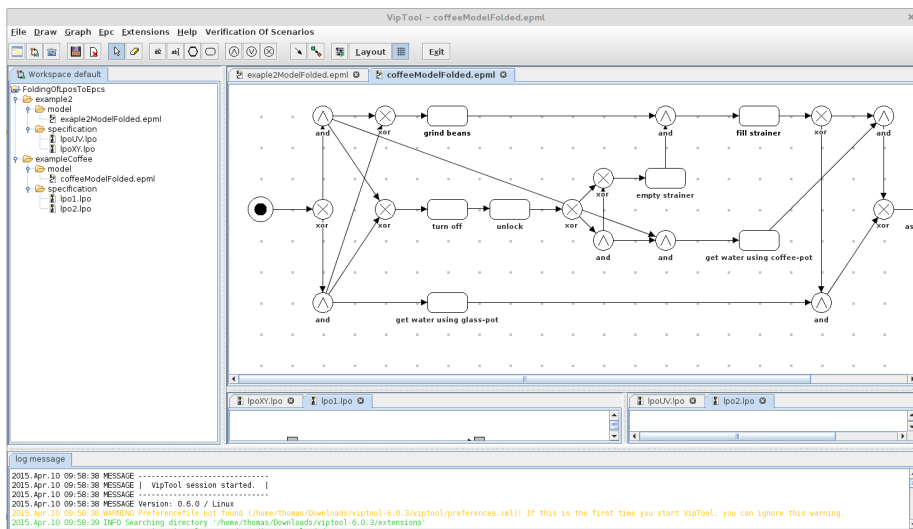 VipTool – coffeeModelFolded.epml
File Draw Graph Epc Extensions Help Verification Of Scenarios
Layout Exit
Workspace default
FoldingOfLposToEpcs
example2
model
exaple2ModelFolded.epml
specification
lpoUV.lpo
lpoXY.lpo
exampleCoffee
model
coffeeModelFolded.epml
specification
lpo1.lpo
lpo2.lpo
exaple2ModelFolded.epml coffeeModelFolded.epml
and xor grind beans and fill strainer xor and
xor empty strainer
xor xor turn off unlock xor xor as
and and get water using coffee-pot
and get water using glass-pot and
lpoXY.lpo lpo1.lpo lpoUV.lpo lpo2.lpo
log message
2015.Apr.10 09:58:38 MESSAGE -----------------------------
2015.Apr.10 09:58:38 MESSAGE | VipTool session started. |
2015.Apr.10 09:58:38 MESSAGE -----------------------------
2015.Apr.10 09:58:38 MESSAGE Version: 0.6.0 / Linux
2015.Apr.10 09:58:38 WARNING Preferencefile not found (/home/thomas/Downloads/viptool-6.0.3/viptool/preferences.xml)! If this is the first time you start VipTool, you can ignore this warning.
2015.Apr.10 09:58:39 INFO Searching directory '/home/thomas/Downloads/viptool-6.0.3/extensions'